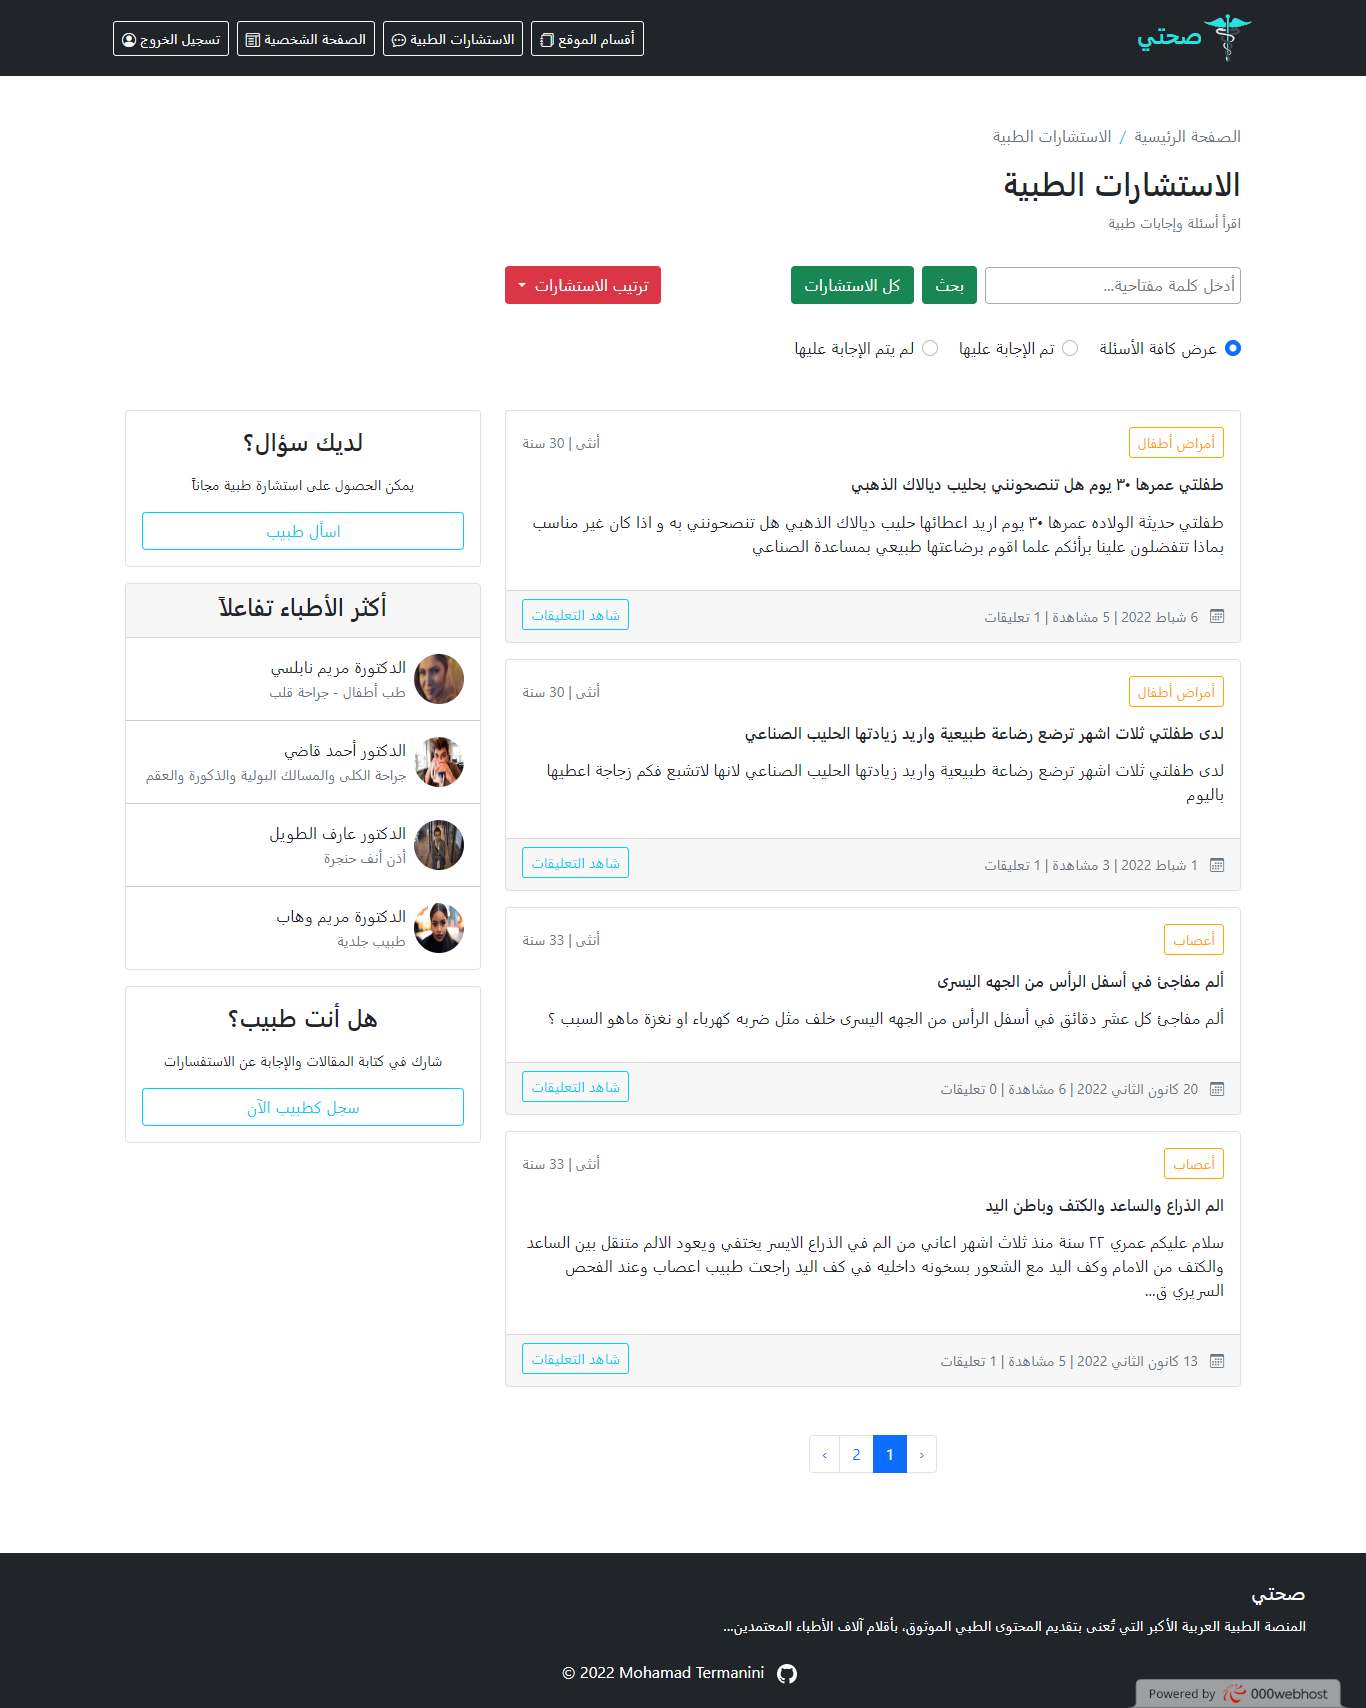 صحتي
أقسام الموقع
الاستشارات الطبية
الصفحة الشخصية
تسجيل الخروج
الصفحة الرئيسية / الاستشارات الطبية
الاستشارات الطبية
اقرأ أسئلة وإجابات طبية
أدخل كلمة مفتاحية...
بحث
كل الاستشارات
ترتيب الاستشارات
عرض كافة الأسئلة
تم الإجابة عليها
لم يتم الإجابة عليها
أمراض أطفال
أنثى | 30 سنة
طفلتي عمرها ٣٠ يوم هل تنصحونني بحليب ديالاك الذهبي
طفلتي حديثة الولاده عمرها ٣٠ يوم اريد اعطائها حليب ديالاك الذهبي هل تنصحونني به و اذا كان غير مناسب
بماذا تتفضلون علينا برأئكم علما اقوم برضاعتها طبيعي بمساعدة الصناعي
6 شباط 2022 | 5 مشاهدة | 1 تعليقات
شاهد التعليقات
أمراض أطفال
أنثى | 30 سنة
لدى طفلتي ثلاث اشهر ترضع رضاعة طبيعية واريد زيادتها الحليب الصناعي
لدى طفلتي ثلاث اشهر ترضع رضاعة طبيعية واريد زيادتها الحليب الصناعي لانها لاتشبع فكم زجاجة اعطيها
باليوم
1 شباط 2022 | 3 مشاهدة | 1 تعليقات
شاهد التعليقات
أعصاب
أنثى | 33 سنة
ألم مفاجئ في أسفل الرأس من الجهه اليسرى
ألم مفاجئ كل عشر دقائق في أسفل الرأس من الجهه اليسرى خلف مثل ضربه كهرباء او نغزة ماهو السبب ؟
20 كانون الثاني 2022 | 6 مشاهدة | 0 تعليقات
شاهد التعليقات
أعصاب
أنثى | 33 سنة
الم الذراع والساعد والكتف وباطن اليد
سلام عليكم عمري ٢٢ سنة منذ ثلاث اشهر اعاني من الم في الذراع الايسر يختفي ويعود الالم متنقل بين الساعد
والكتف من الامام وكف اليد مع الشعور بسخونه داخليه في كف اليد راجعت طبيب اعصاب وعند الفحص
السريري ق...
13 كانون الثاني 2022 | 5 مشاهدة | 1 تعليقات
شاهد التعليقات
‹ 1 2 ›
لديك سؤال؟
يمكن الحصول على استشارة طبية مجاناً
اسأل طبيب
أكثر الأطباء تفاعلاً
الدكتورة مريم نابلسي
طب أطفال - جراحة قلب
الدكتور أحمد قاضي
جراحة الكلى والمسالك البولية والذكورة والعقم
الدكتور عارف الطويل
أذن أنف حنجرة
الدكتورة مريم وهاب
طبيب جلدية
هل أنت طبيب؟
شارك في كتابة المقالات والإجابة عن الاستفسارات
سجل كطبيب الآن
صحتي
المنصة الطبية العربية الأكبر التي تُعنى بتقديم المحتوى الطبي الموثوق، بأقلام آلاف الأطباء المعتمدين...
© 2022 Mohamad Termanini
Powered by 000webhost